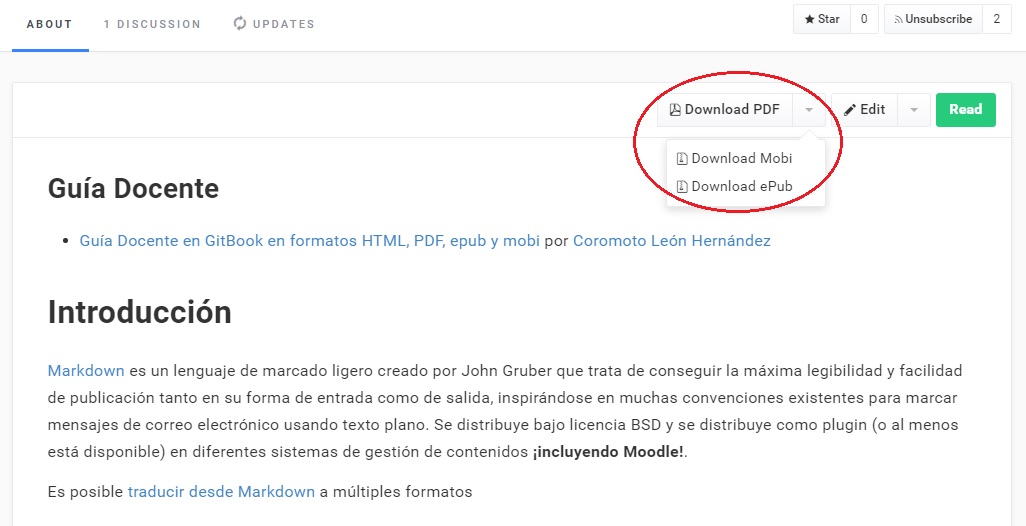 ABOUT 1 DISCUSSION UPDATES Star 0 Unsubscribe 2
Download PDF Edit Read
Download Mobi
Download ePub
Guía Docente
• Guía Docente en GitBook en formatos HTML, PDF, epub y mobi por Coromoto León Hernández
Introducción
Markdown es un lenguaje de marcado ligero creado por John Gruber que trata de conseguir la máxima legibilidad y facilidad
de publicación tanto en su forma de entrada como de salida, inspirándose en muchas convenciones existentes para marcar
mensajes de correo electrónico usando texto plano. Se distribuye bajo licencia BSD y se distribuye como plugin (o al menos
está disponible) en diferentes sistemas de gestión de contenidos ¡incluyendo Moodle!.
Es posible traducir desde Markdown a múltiples formatos